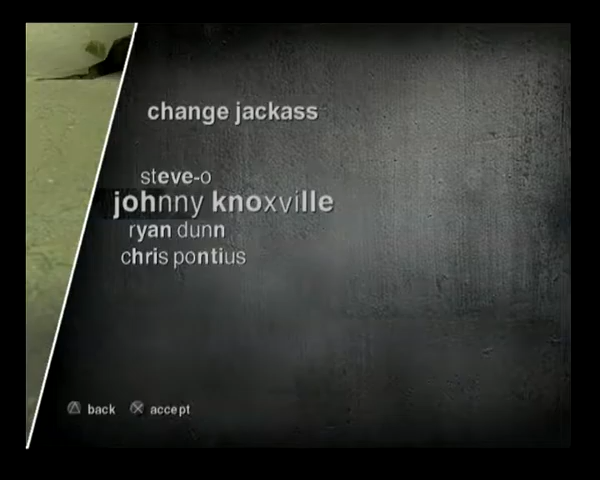 change jackass
steve-o
johnny knoxville
ryan dunn
chris pontius
back accept